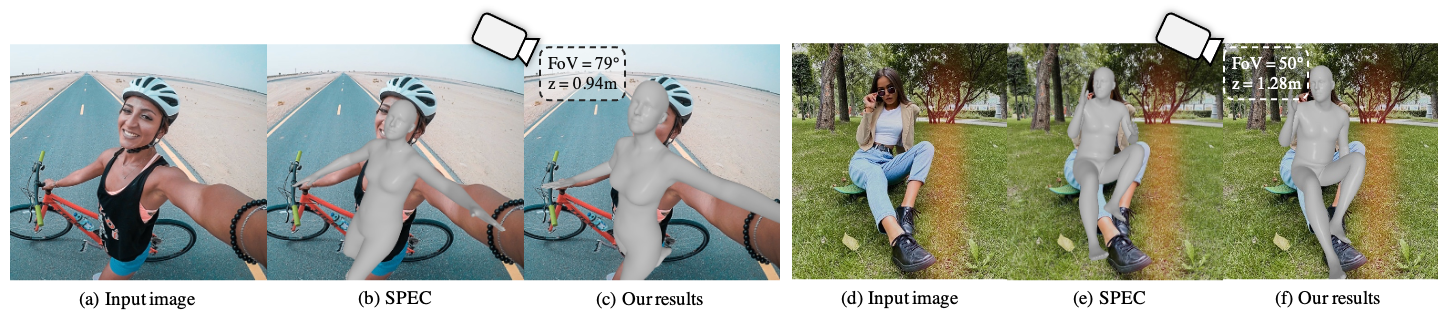 FoV = 79°
z = 0.94m
FoV = 50°
z = 1.28m
(a) Input image
(b) SPEC
(c) Our results
(d) Input image
(e) SPEC
(f) Our results